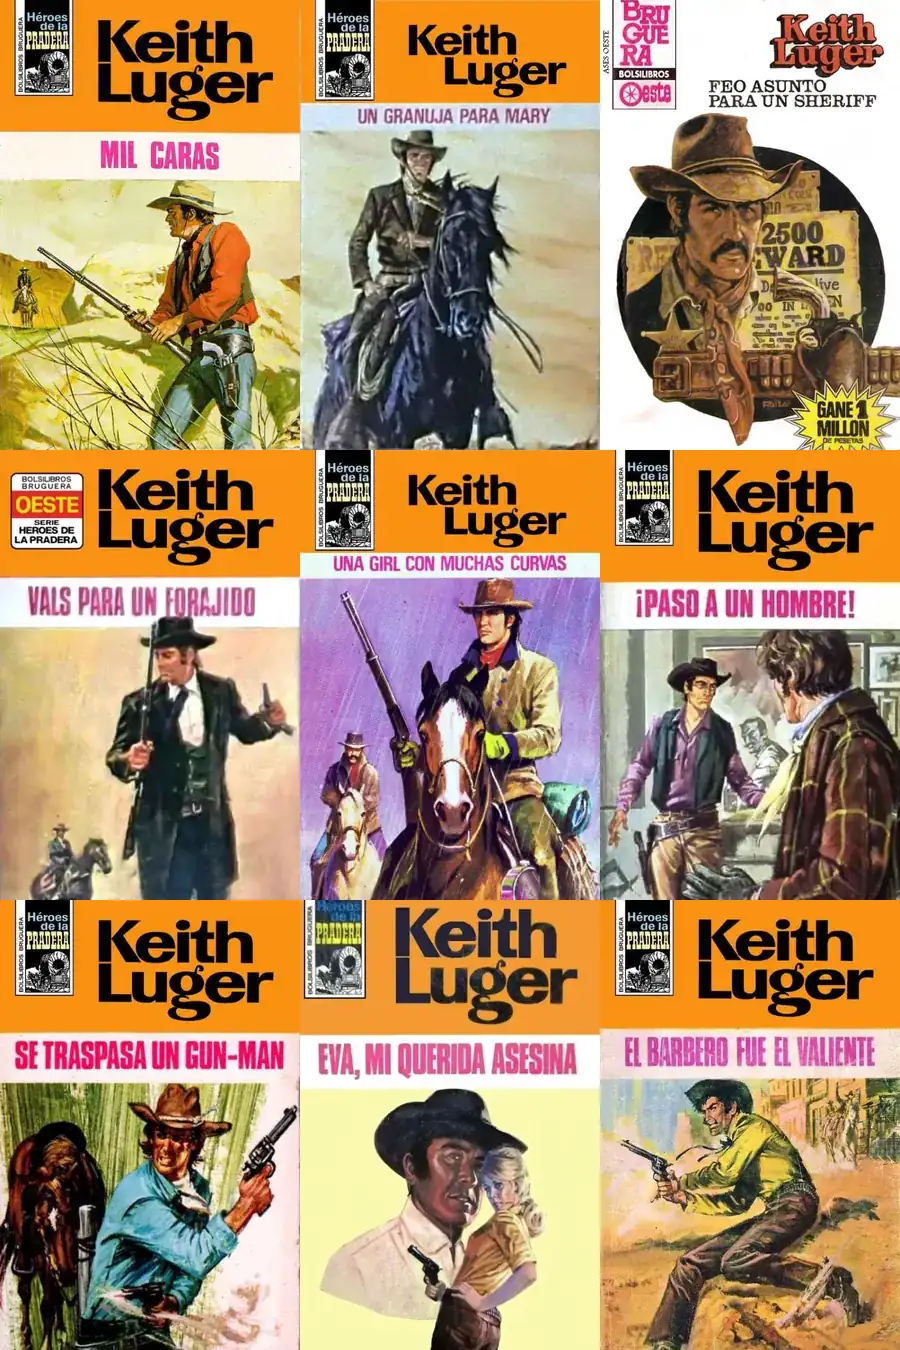 BOLSILIBROS BRUGUERA
Héroes
de la
PRADERA
Keith
Luger
MIL CARAS
BOLSILIBROS BRUGUERA
Héroes
de la
PRADERA
Keith
Luger
UN GRANUJA PARA MARY
ASES OESTE
BRU
GUE
RA
BOLSILIBROS
Oeste
Keith
Luger
FEO ASUNTO
PARA UN SHERIFF
2500
REWARD
GANE 1
MILLON
DE PESETAS
BOLSILIBROS
BRUGUERA
OESTE
SERIE
HEROES DE
LA PRADERA
Keith
Luger
VALS PARA UN FORAJIDO
BOLSILIBROS BRUGUERA
Héroes
de la
PRADERA
Keith
Luger
UNA GIRL CON MUCHAS CURVAS
BOLSILIBROS BRUGUERA
Héroes
de la
PRADERA
Keith
Luger
¡PASO A UN HOMBRE!
BOLSILIBROS BRUGUERA
Héroes
de la
PRADERA
Keith
Luger
SE TRASPASA UN GUN-MAN
BOLSILIBROS BRUGUERA
Héroes
de la
PRADERA
Keith
Luger
EVA, MI QUERIDA ASESINA
BOLSILIBROS BRUGUERA
Héroes
de la
PRADERA
Keith
Luger
EL BARBERO FUE EL VALIENTE